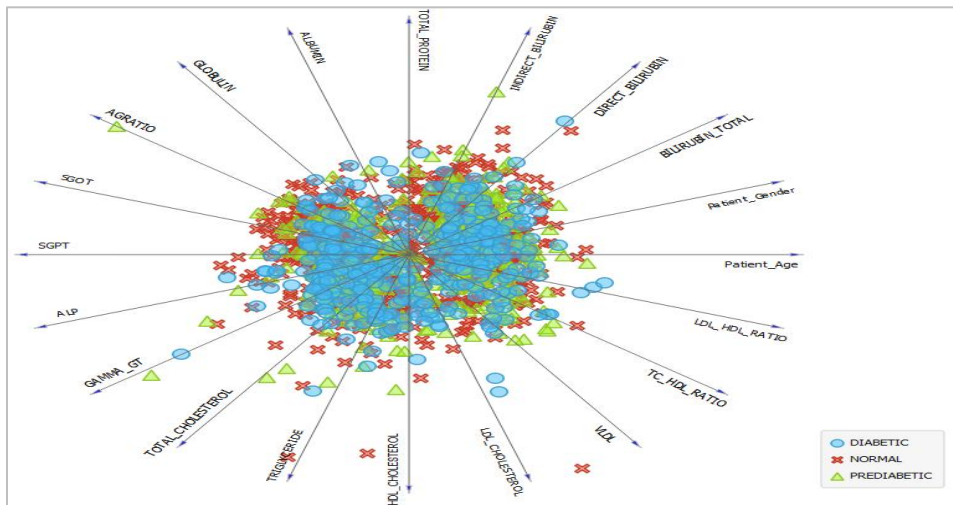 TOTAL_PROTEIN
INDIRECT_BILIRUBIN
DIRECT_BILIRUBIN
BILIRUBIN_TOTAL
Patient_Gender
Patient_Age
LDL_HDL_RATIO
TC_HDL_RATIO
VLDL
LDL_CHOLESTEROL
HDL_CHOLESTEROL
TRIGLYCERIDE
TOTAL_CHOLESTEROL
GAMMA_GT
ALP
SGPT
SGOT
AGRATIO
GLOBULIN
ALBUMIN
DIABETIC
NORMAL
PREDIABETIC